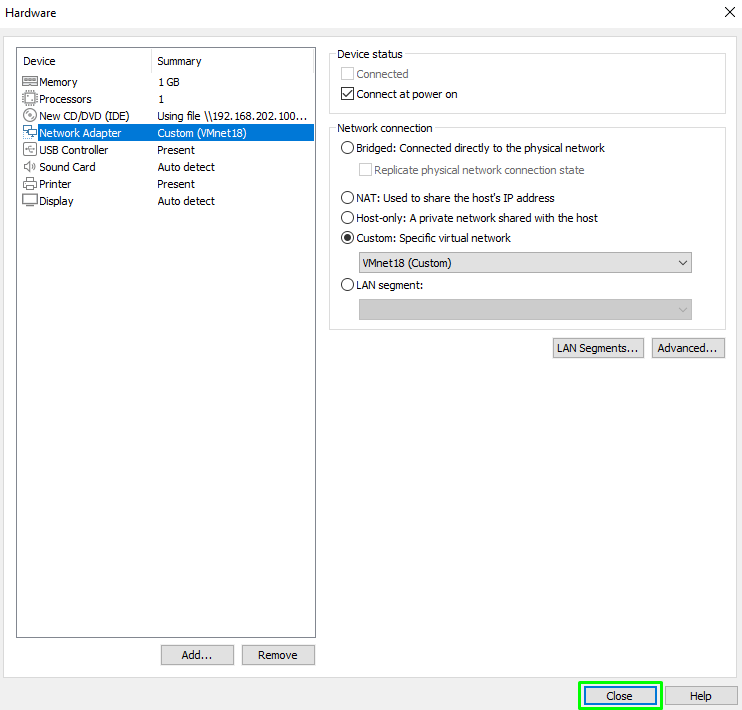 Hardware
Device Summary
Memory 1 GB
Processors 1
New CD/DVD (IDE) Using file \\192.168.202.100...
Network Adapter Custom (VMnet18)
USB Controller Present
Sound Card Auto detect
Printer Present
Display Auto detect
Add... Remove
Device status
Connected
Connect at power on
Network connection
Bridged: Connected directly to the physical network
Replicate physical network connection state
NAT: Used to share the host's IP address
Host-only: A private network shared with the host
Custom: Specific virtual network
VMnet18 (Custom)
LAN segment:
LAN Segments... Advanced...
Close Help